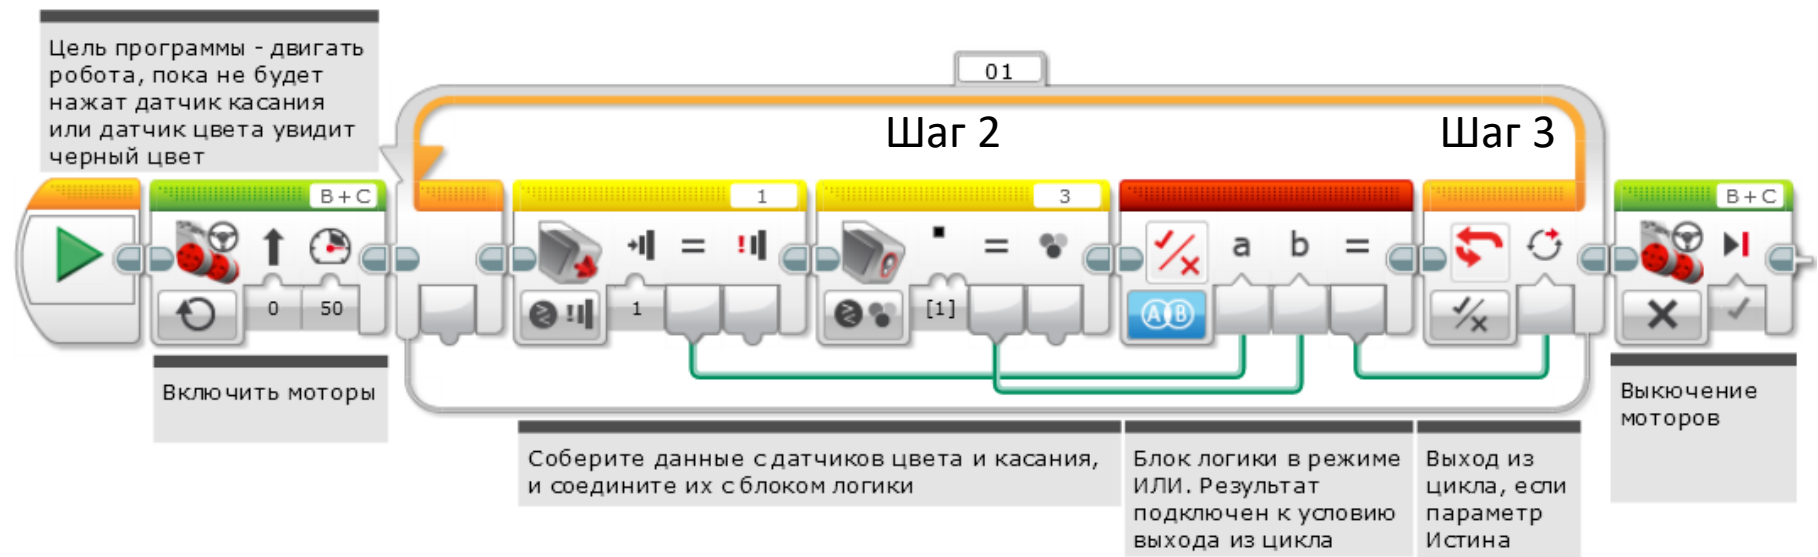 Цель программы - двигать
робота, пока не будет
нажат датчик касания
или датчик цвета увидит
черный цвет
01
Шаг 2
Шаг 3
B+C
1
3
a b =
B+C
=
=
0
50
1
[1]
A B
Включить моторы
Соберите данные с датчиков цвета и касания,
и соедините их с блоком логики
Блок логики в режиме
ИЛИ. Результат
подключен к условию
выхода из цикла
Выход из
цикла, если
параметр
Истина
Выкючение
моторов